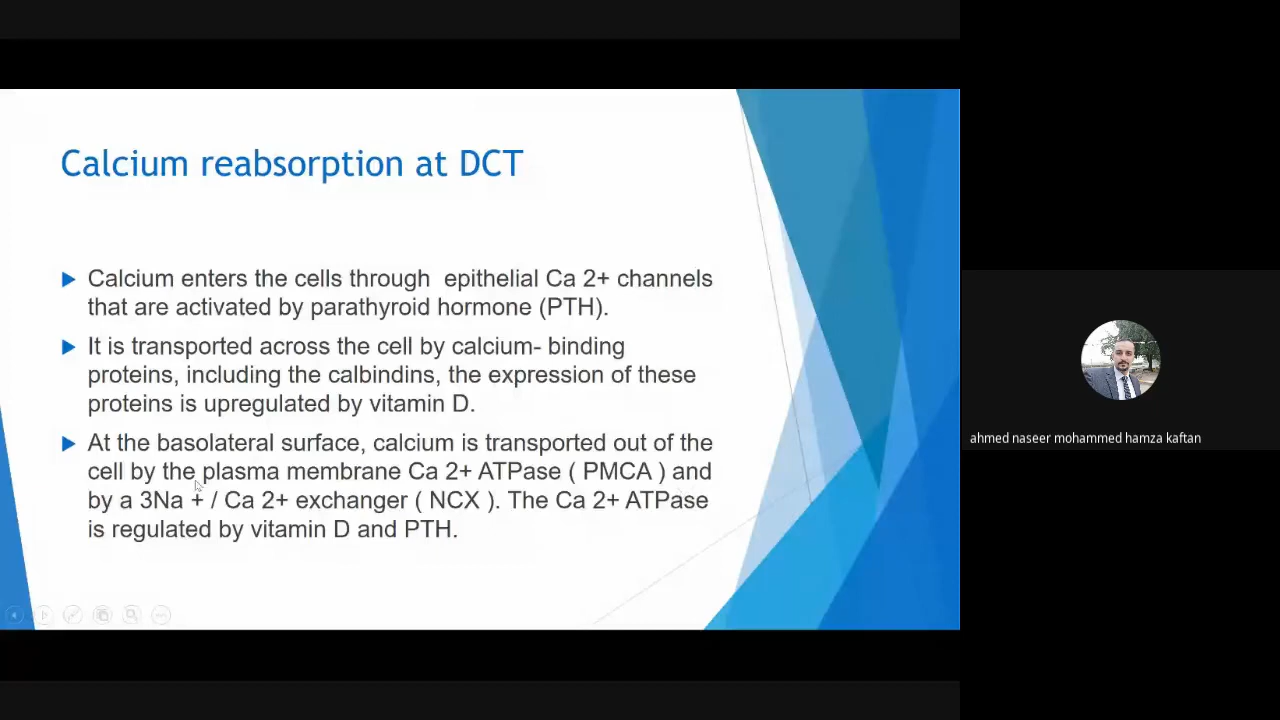 Calcium reabsorption at DCT
Calcium enters the cells through epithelial Ca 2+ channels
that are activated by parathyroid hormone (PTH).
It is transported across the cell by calcium- binding
proteins, including the calbindins, the expression of these
proteins is upregulated by vitamin D.
At the basolateral surface, calcium is transported out of the
cell by the plasma membrane Ca 2+ ATPase ( PMCA ) and
by a 3Na + / Ca 2+ exchanger ( NCX ). The Ca 2+ ATPase
is regulated by vitamin D and PTH.
ahmed naseer mohammed hamza kaftan